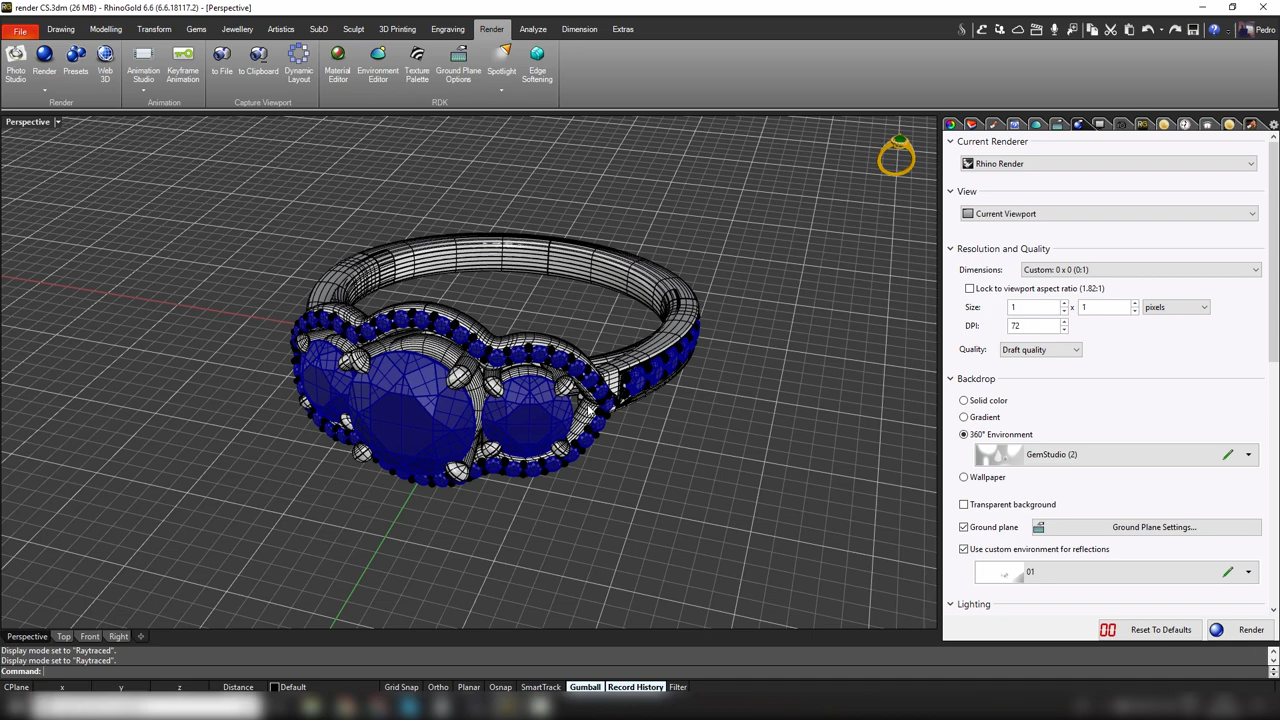 render CS.3dm (26 MB) - RhinoGold 6.6 (6.6.18117.2) - [Perspective]
File Drawing Modelling Transform Gems Jewellery Artistics SubD Sculpt 3D Printing Engraving Render Analyze Dimension Extras Pedro
Photo Studio Render Presets Web 3D Animation Studio Keyframe Animation to File to Clipboard Dynamic Layout Material Editor Environment Editor Texture Palette Ground Plane Options Spotlight Edge Softening
Render Animation Capture Viewport RDK
Perspective
Current Renderer
Rhino Render
View
Current Viewport
Resolution and Quality
Dimensions: Custom: 0 x 0 (0:1)
Lock to viewport aspect ratio (1.82:1)
Size: 1 x 1 pixels
DPI: 72
Quality: Draft quality
Backdrop
Solid color
Gradient
360° Environment
GemStudio (2)
Wallpaper
Transparent background
Ground plane Ground Plane Settings...
Use custom environment for reflections
01
Lighting
Reset To Defaults Render
Perspective Top Front Right
Display mode set to "Raytraced".
Display mode set to "Raytraced".
Command:
CPlane x y z Distance Default Grid Snap Ortho Planar Osnap SmartTrack Gumball Record History Filter